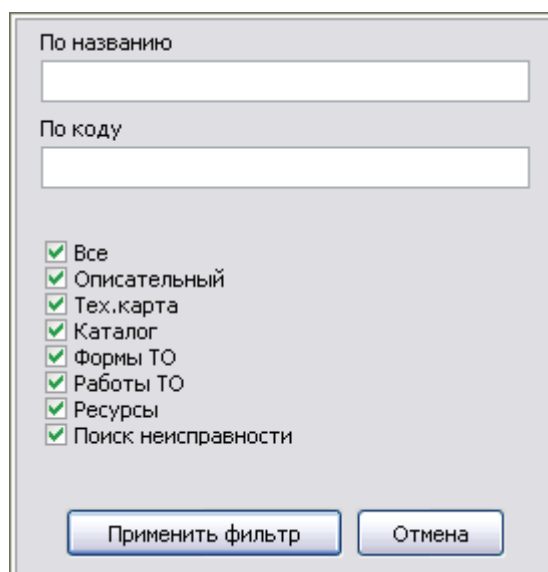 По названию
По коду
Все
Описательный
Тех.карта
Каталог
Формы ТО
Работы ТО
Ресурсы
Поиск неисправности
Применить фильтр
Отмена